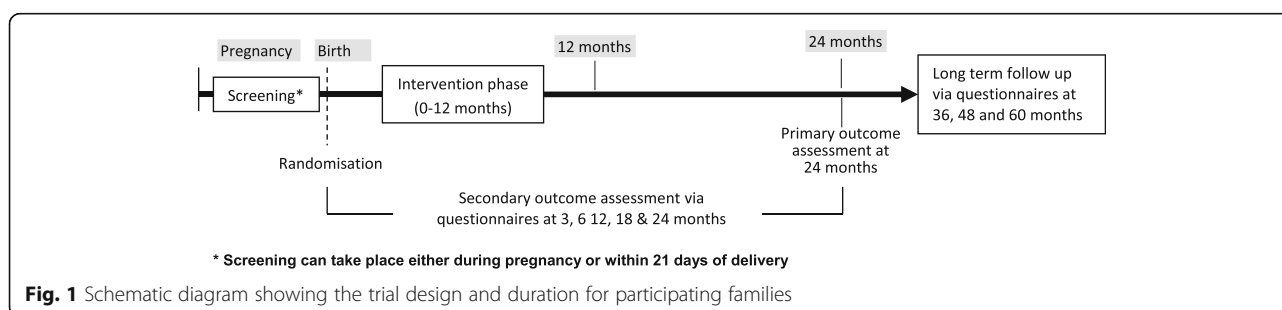 Pregnancy
Birth
12 months
24 months
Screening*
Intervention phase
(0-12 months)
Long term follow up
via questionnaires at
36, 48 and 60 months
Randomisation
Primary outcome
assessment at
24 months
Secondary outcome assessment via
questionnaires at 3, 6 12, 18 & 24 months
* Screening can take place either during pregnancy or within 21 days of delivery
Fig. 1 Schematic diagram showing the trial design and duration for participating families